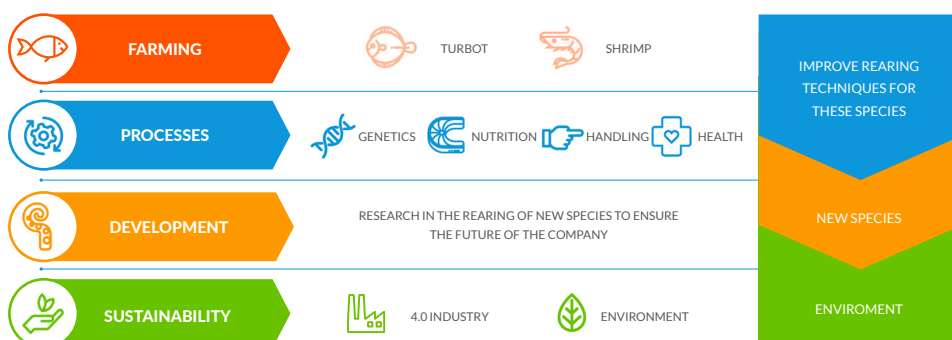 FARMING
TURBOT
SHRIMP
IMPROVE REARING
TECHNIQUES FOR
THESE SPECIES
PROCESSES
GENETICS
NUTRITION
HANDLING
HEALTH
DEVELOPMENT
RESEARCH IN THE REARING OF NEW SPECIES TO ENSURE
THE FUTURE OF THE COMPANY
NEW SPECIES
SUSTAINABILITY
4.0 INDUSTRY
ENVIRONMENT
ENVIROMENT